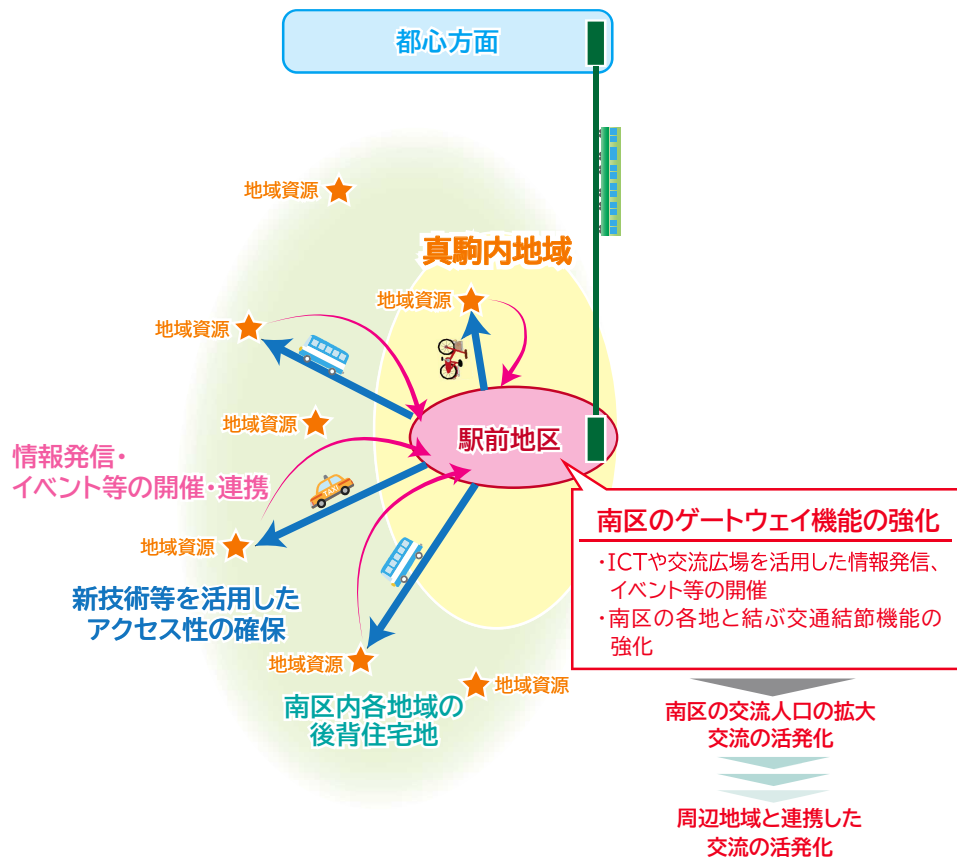 都心方面
地域資源
真駒内地域
地域資源
地域資源
地域資源
駅前地区
情報発信・
イベント等の開催・連携
TAXI
地域資源
新技術等を活用した
アクセス性の確保
地域資源
地域資源
南区内各地域の
後背住宅地
南区のゲートウェイ機能の強化
・ICTや交流広場を活用した情報発信、
イベント等の開催
・南区の各地と結ぶ交通結節機能の
強化
南区の交流人口の拡大
交流の活発化
周辺地域と連携した
交流の活発化